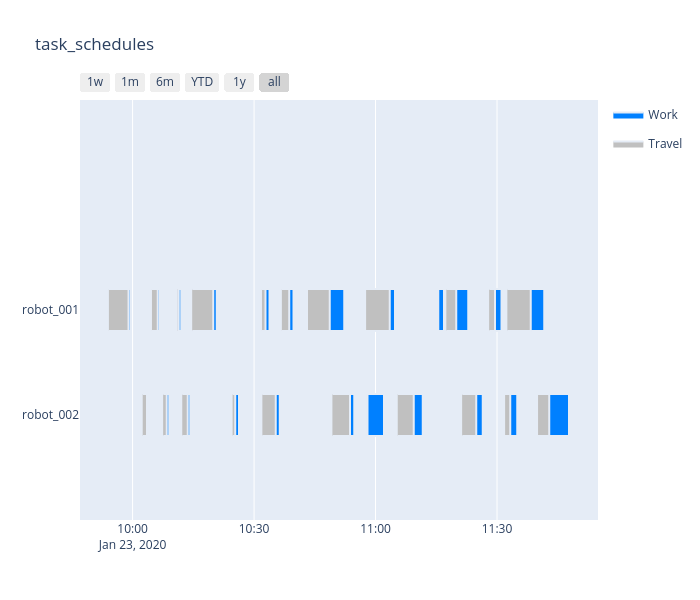 task_schedules
1w 1m 6m YTD 1y all
Work
Travel
robot_001
robot_002
10:00 10:30 11:00 11:30
Jan 23, 2020